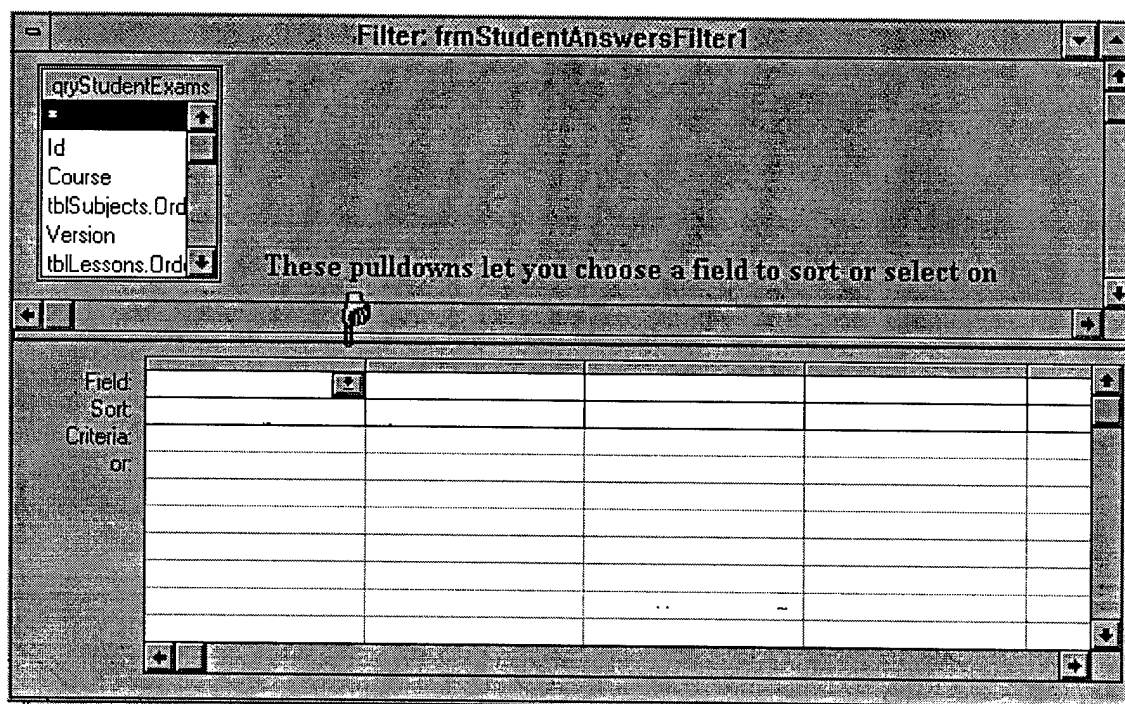 Filter: frmStudentAnswersFilter1
qryStudentExams
*
Id
Course
tblSubjects.Ord
Version
tblLessons.Orde
These pulldowns let you choose a field to sort or select on
Field:
Sort:
Criteria:
or: